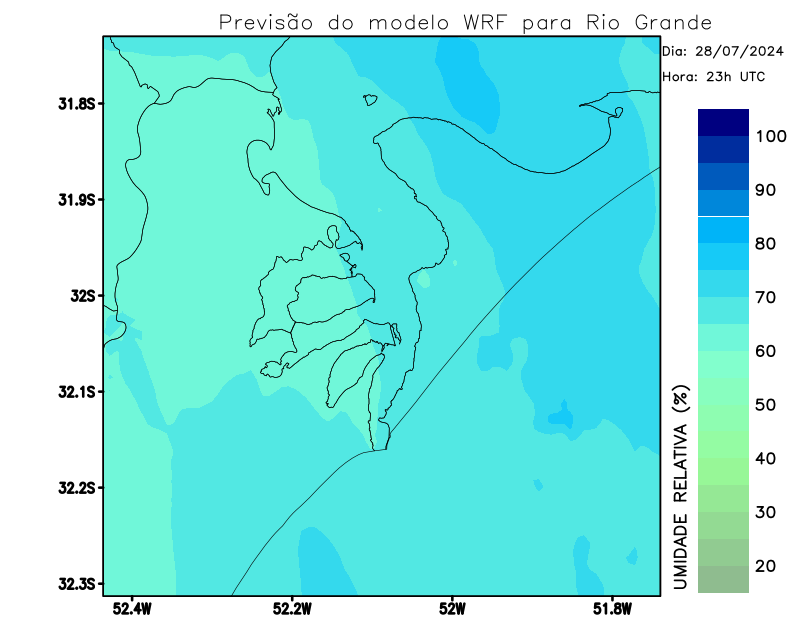 Previsão do modelo WRF para Rio Grande
Dia: 28/07/2024
Hora: 23h UTC
31.8S
31.9S
32S
32.1S
32.2S
32.3S
52.4W
52.2W
52W
51.8W
100
90
80
70
60
50
40
30
20
UMIDADE RELATIVA (%)